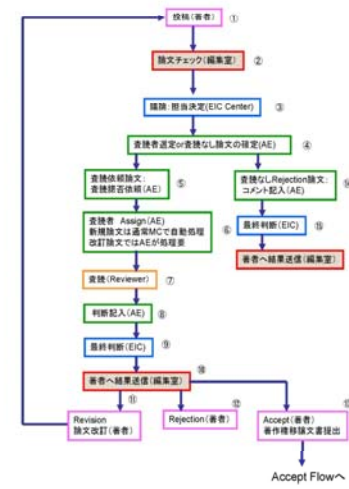 投稿(著者) ①
論文チェック(編集室) ②
議論:担当決定(EIC Center) ③
査読者選定or査読なし論文の確定(AE) ④
査読依頼論文:
査読諾否依頼(AE) ⑤
査読なしRejection論文:
コメント記入(AE)
査読者 Assign(AE)
新規論文は通常MCで自動処理
改訂論文ではAEが処理要
⑥
最終判断(EIC) ⑮
著者へ結果送信(編集室)
査読(Reviewer) ⑦
判断記入(AE) ⑧
最終判断(EIC) ⑨
著者へ結果送信(編集室) ⑩
⑪
Revision
論文改訂(著者)
⑫
Rejection(著者)
Accept(著者)
著作権移譲文書提出
Accept Flowへ